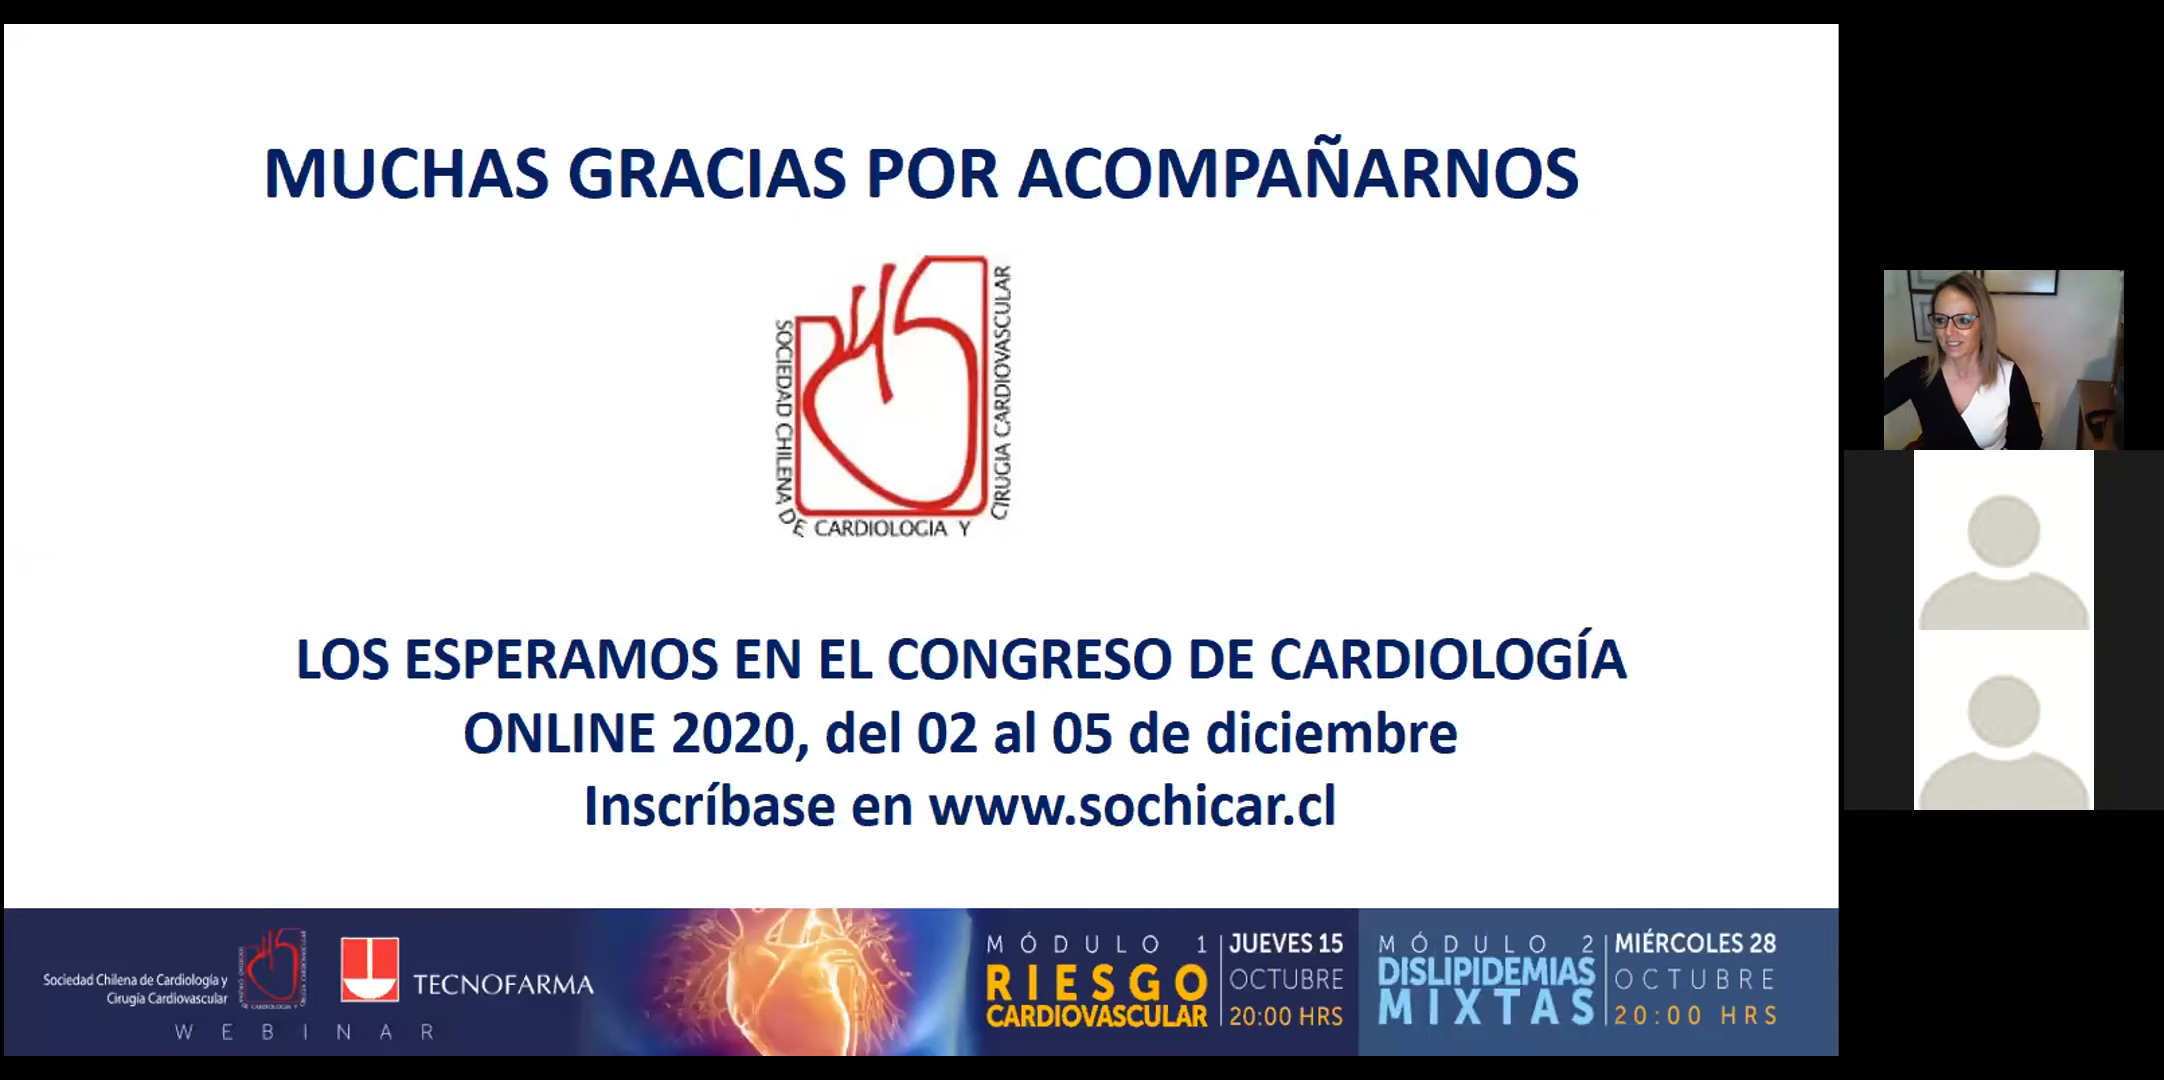 MUCHAS GRACIAS POR ACOMPAÑARNOS
SOCIEDAD CHILENA DE CARDIOLOGIA Y CIRUGIA CARDIOVASCULAR
LOS ESPERAMOS EN EL CONGRESO DE CARDIOLOGÍA
ONLINE 2020, del 02 al 05 de diciembre
Inscríbase en www.sochicar.cl
Sociedad Chilena de Cardiología y
Cirugía Cardiovascular
TECNOFARMA
WEBINAR
MÓDULO 1
RIESGO
CARDIOVASCULAR
JUEVES 15
OCTUBRE
20:00 HRS
MÓDULO 2
DISLIPIDEMIAS
MIXTAS
MIÉRCOLES 28
OCTUBRE
20:00 HRS